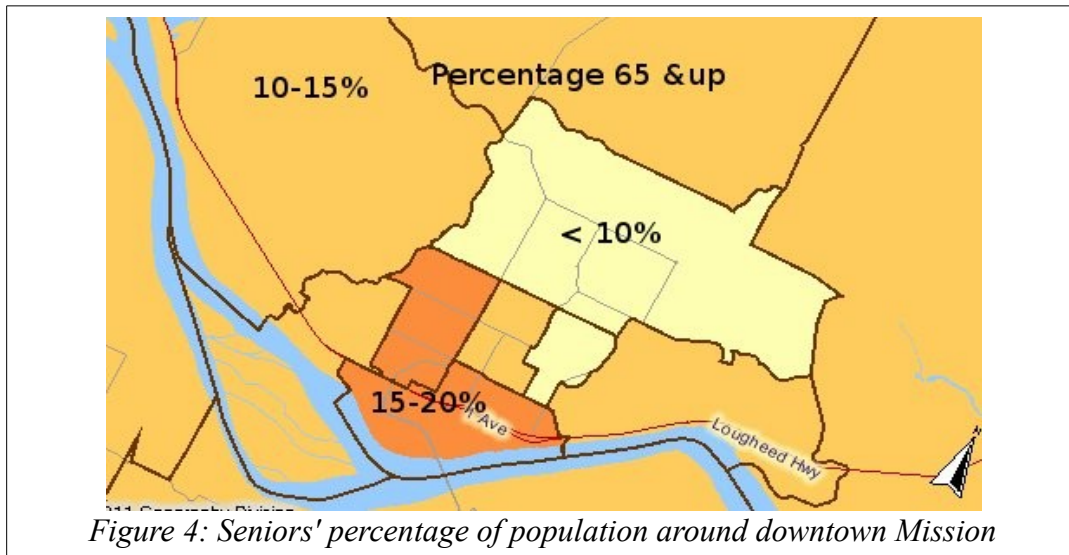 Percentage 65 &up
10-15%
< 10%
15-20%
Ave
Lougheed Hwy
N
Figure 4: Seniors' percentage of population around downtown Mission